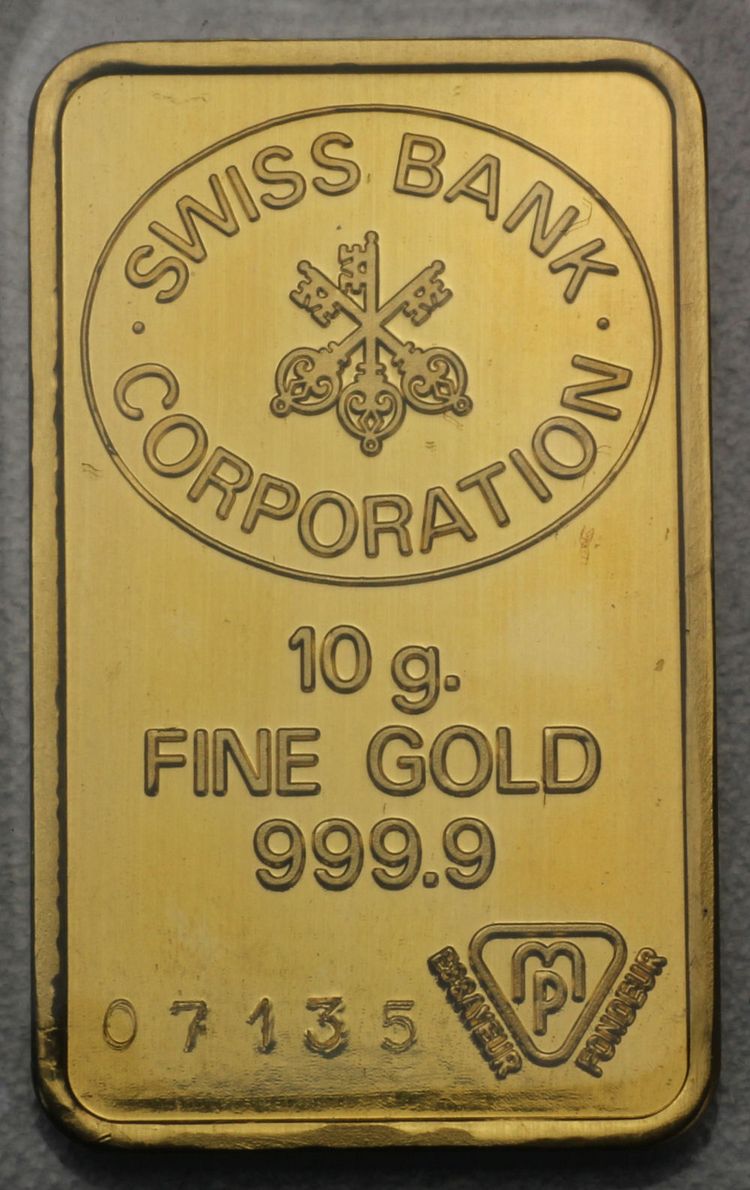 · SWISS BANK ·
CORPORATION
10 g.
FINE GOLD
999.9
MP
ESSAYEUR FONDEUR
07135